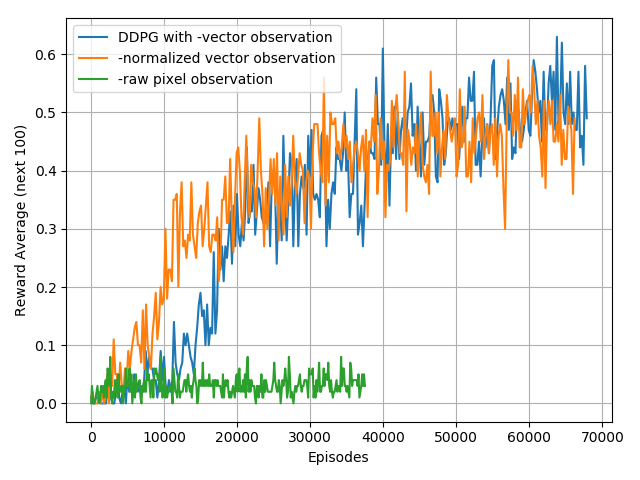 DDPG with -vector observation
-normalized vector observation
-raw pixel observation
0.6
0.5
0.4
0.3
0.2
0.1
0.0
Reward Average (next 100)
0 10000 20000 30000 40000 50000 60000 70000
Episodes